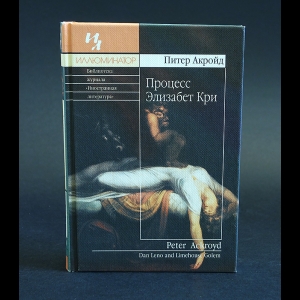 ИЛ
ИЛЛЮМИНАТОР
Питер Акройд
Библиотека
журнала
«Иностранная
литература»
Процесс
Элизабет Кри
Peter Ackroyd
Dan Leno and Limehouse Golem